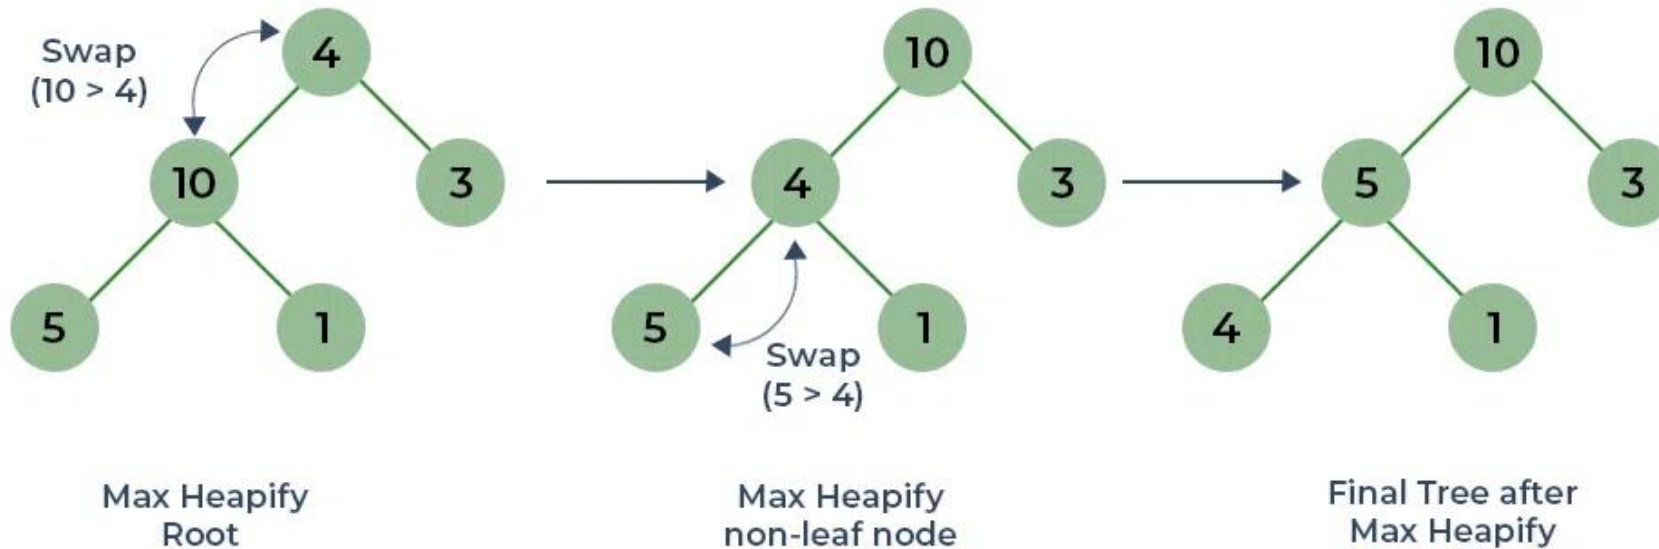 Swap
(10 > 4)
4
10
3
5
1
Max Heapify
Root
10
4
3
5
1
Swap
(5 > 4)
Max Heapify
non-leaf node
10
5
3
4
1
Final Tree after
Max Heapify